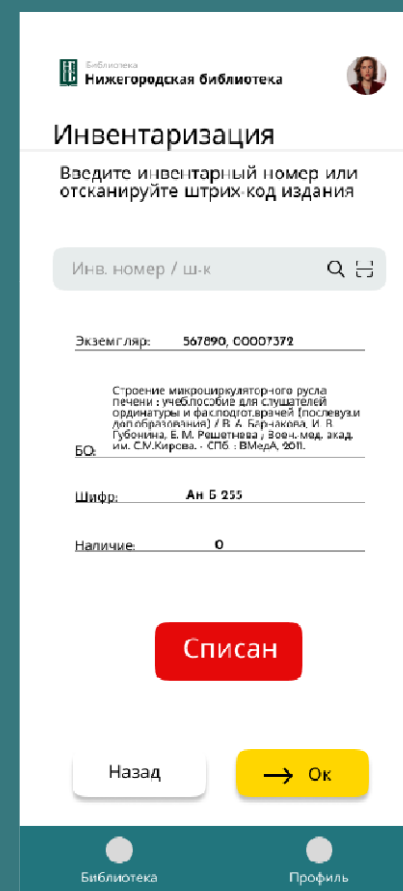 Библиотека
Нижегородская библиотека
Инвентаризация
Введите инвентарный номер или
отсканируйте штрих-код издания
Инв. номер / ш-к
Экземпляр: 567890, 00007372
Строение микроциркуляторного русла
печени : учеб.пособие для слушателей
ординатуры и фак.подгот.врачей (послевузи
доп.образования) / В. А. Барнакова, И. В.
Губонина, Е. М. Решетнева ; Воен. мед. акад.
БО: им. С.М.Кирова. - СПб. : ВМедА, 2011.
Шифр: Ан Б 255
Наличие: 0
Списан
Назад
Ок
Библиотека
Профиль